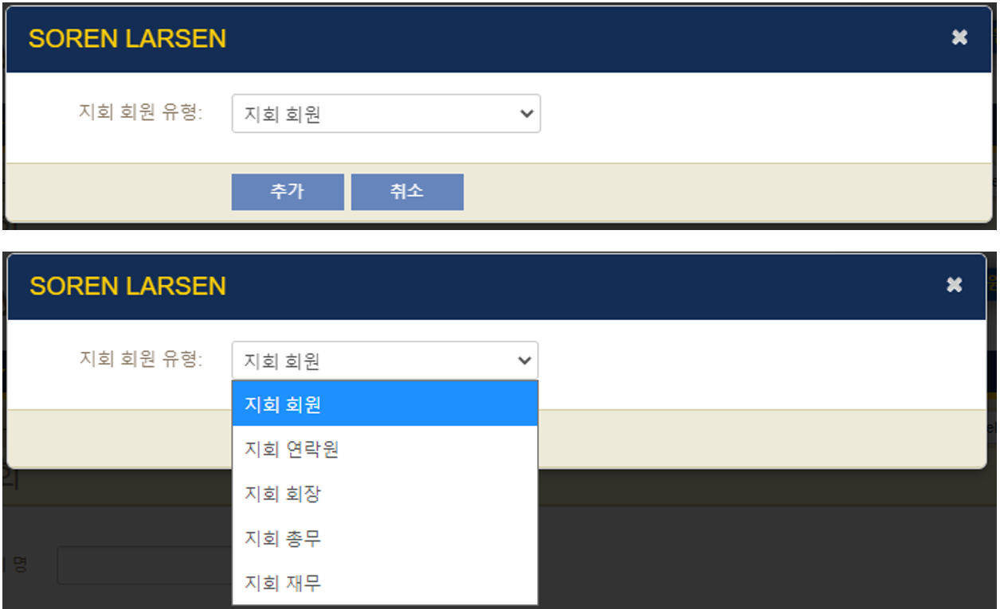 SOREN LARSEN
지회 회원 유형: 지회 회원
추가 취소
SOREN LARSEN
지회 회원 유형: 지회 회원
지회 회원
지회 연락원
지회 회장
지회 총무
지회 재무
명